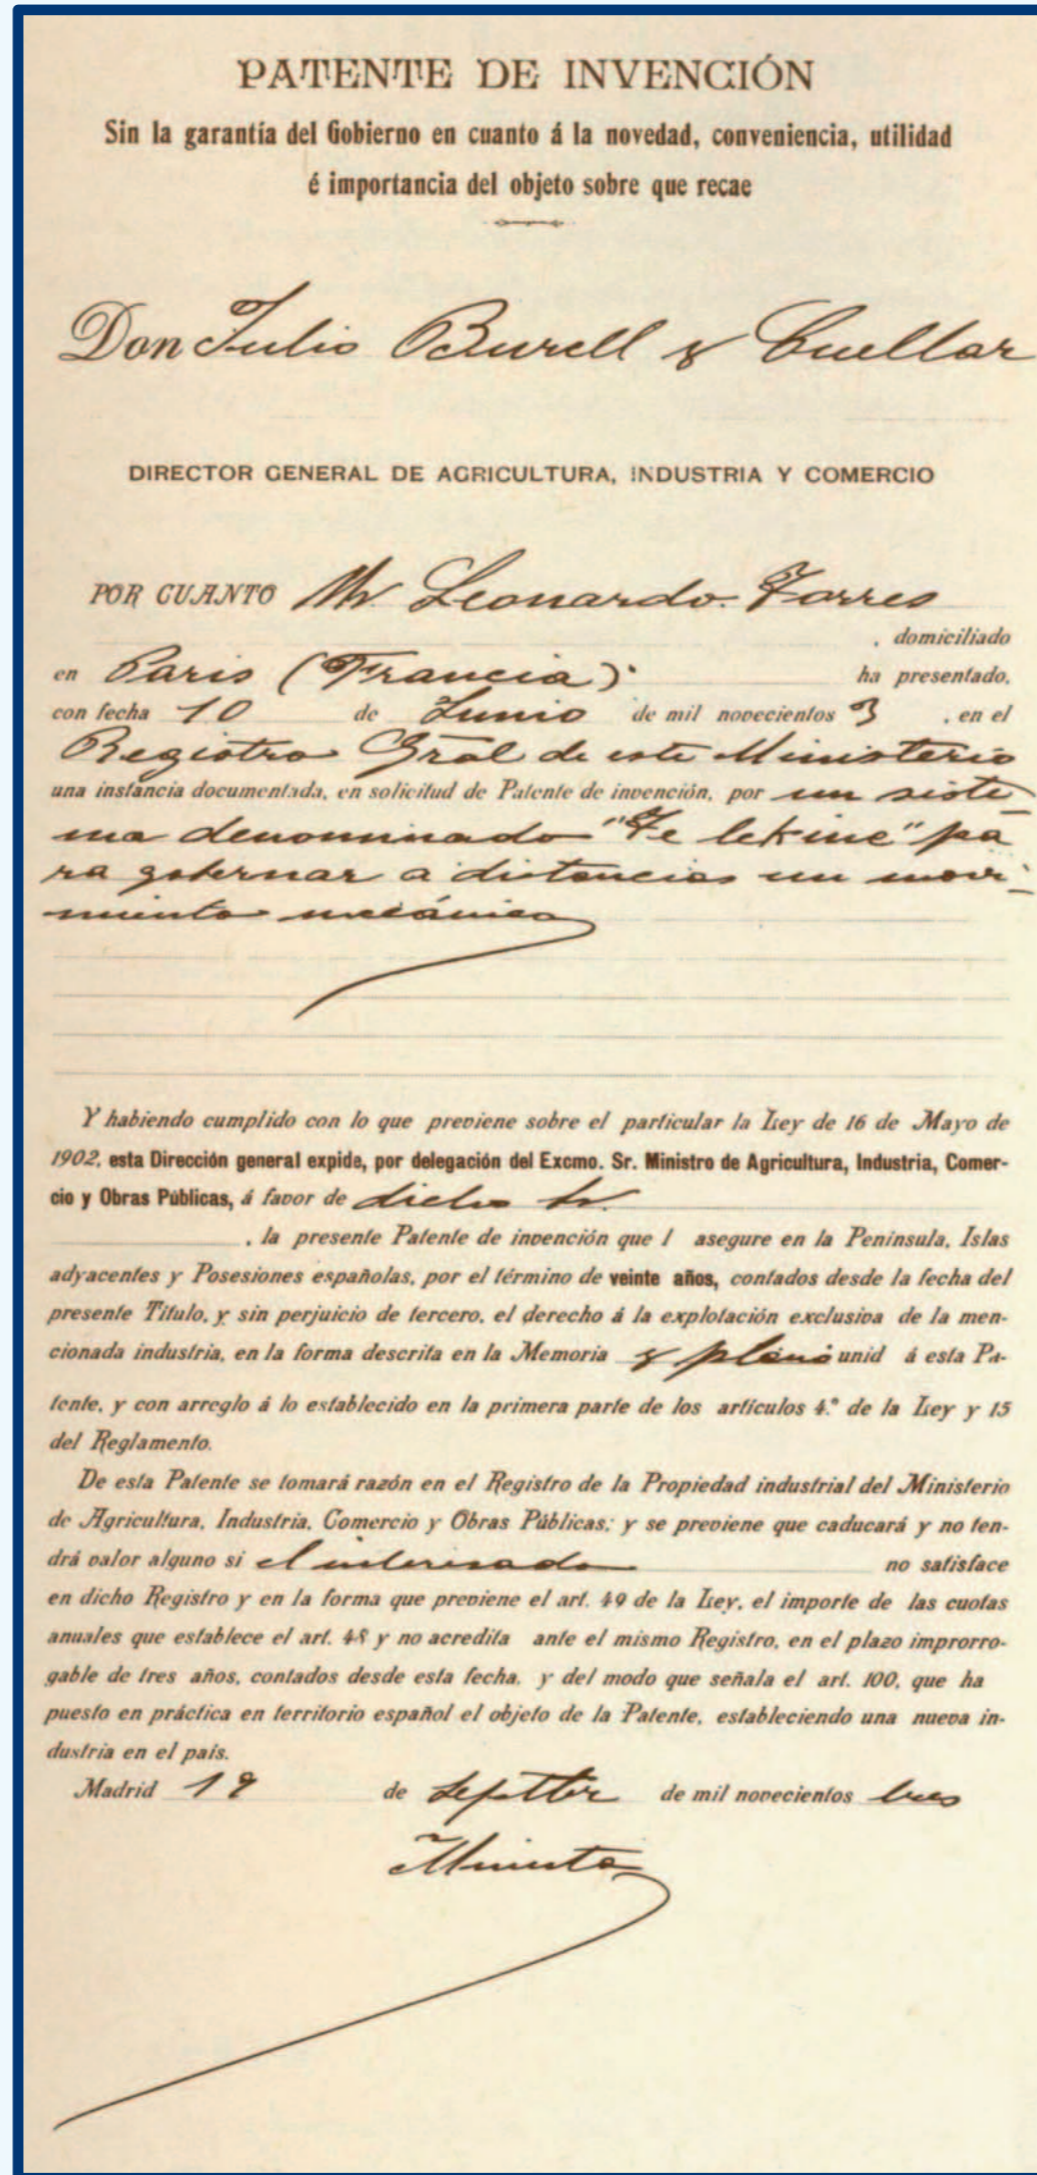 PATENTE DE INVENCIÓN
Sin la garantía del Gobierno en cuanto á la novedad, conveniencia, utilidad
é importancia del objeto sobre que recae
Don Julio Burell y Cuellar
DIRECTOR GENERAL DE AGRICULTURA, INDUSTRIA Y COMERCIO
POR CUANTO Mr. Leonardo Torres
, domiciliado
en Paris (Francia) ha presentado,
con fecha 10 de Junio de mil novecientos 3 , en el
Registro Gral de este Ministerio
una instancia documentada, en solicitud de Patente de invención, por un siste-
ma denominado "Te lekine" pa
ra gobernar a distancias un movi-
miento mecánico
Y habiendo cumplido con lo que previene sobre el particular la Ley de 16 de Mayo de
1902, esta Dirección general expide, por delegación del Excmo. Sr. Ministro de Agricultura, Industria, Comer-
cio y Obras Públicas, á favor de dicho Sr.
, la presente Patente de invención que l asegure en la Península, Islas
adyacentes y Posesiones españolas, por el término de veinte años, contados desde la fecha del
presente Título, y sin perjuicio de tercero, el derecho á la explotación exclusiva de la men-
cionada industria, en la forma descrita en la Memoria y plano unid á esta Pa-
tente, y con arreglo á lo establecido en la primera parte de los artículos 4.º de la Ley y 15
del Reglamento.
De esta Patente se tomará razón en el Registro de la Propiedad industrial del Ministerio
de Agricultura, Industria, Comercio y Obras Públicas; y se previene que caducará y no ten-
drá valor alguno si el interesado no satisface
en dicho Registro y en la forma que previene el art. 49 de la Ley, el importe de las cuotas
anuales que establece el art. 48 y no acredita ante el mismo Registro, en el plazo improrro-
gable de tres años, contados desde esta fecha, y del modo que señala el art. 100, que ha
puesto en práctica en territorio español el objeto de la Patente, estableciendo una nueva in-
dustria en el país.
Madrid de Septbre de mil novecientos tres
Minuta